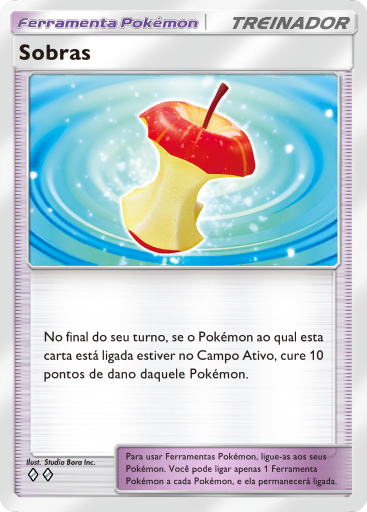 Ferramenta Pokémon TREINADOR
Sobras
No final do seu turno, se o Pokémon ao qual esta
carta está ligada estiver no Campo Ativo, cure 10
pontos de dano daquele Pokémon.
Ilust. Studio Bora Inc.
Para usar Ferramentas Pokémon, ligue-as aos seus
Pokémon. Você pode ligar apenas 1 Ferramenta
Pokémon a cada Pokémon, e ela permanecerá ligada.